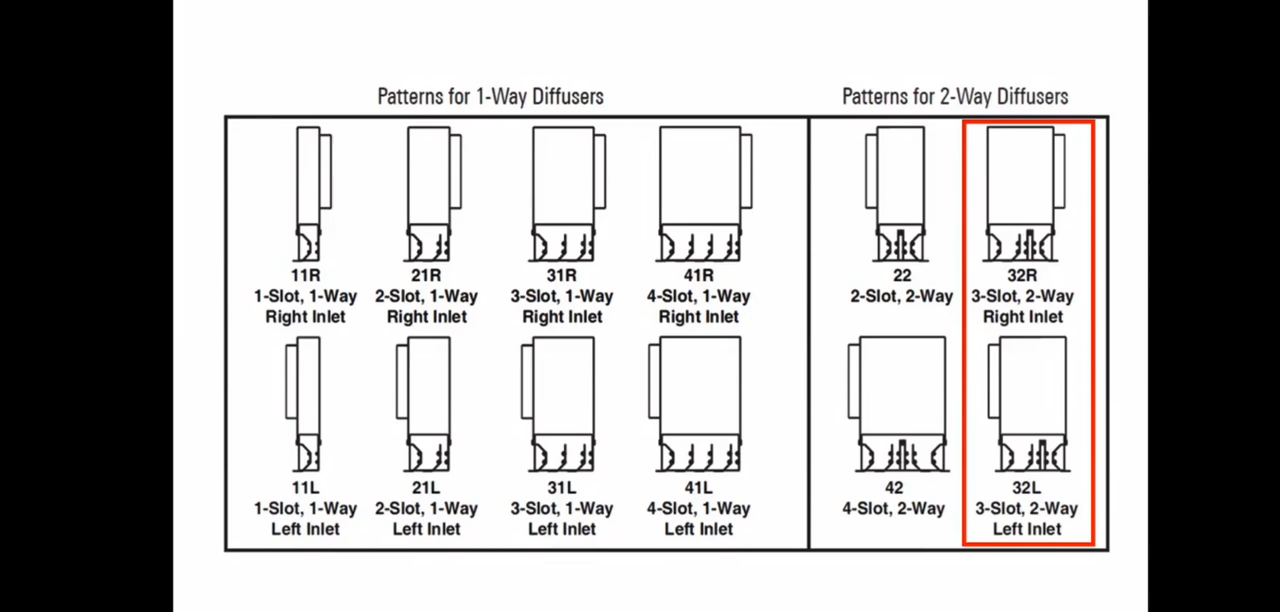 Patterns for 1-Way Diffusers
Patterns for 2-Way Diffusers
11R
1-Slot, 1-Way
Right Inlet
21R
2-Slot, 1-Way
Right Inlet
31R
3-Slot, 1-Way
Right Inlet
41R
4-Slot, 1-Way
Right Inlet
22
2-Slot, 2-Way
32R
3-Slot, 2-Way
Right Inlet
11L
1-Slot, 1-Way
Left Inlet
21L
2-Slot, 1-Way
Left Inlet
31L
3-Slot, 1-Way
Left Inlet
41L
4-Slot, 1-Way
Left Inlet
42
4-Slot, 2-Way
32L
3-Slot, 2-Way
Left Inlet